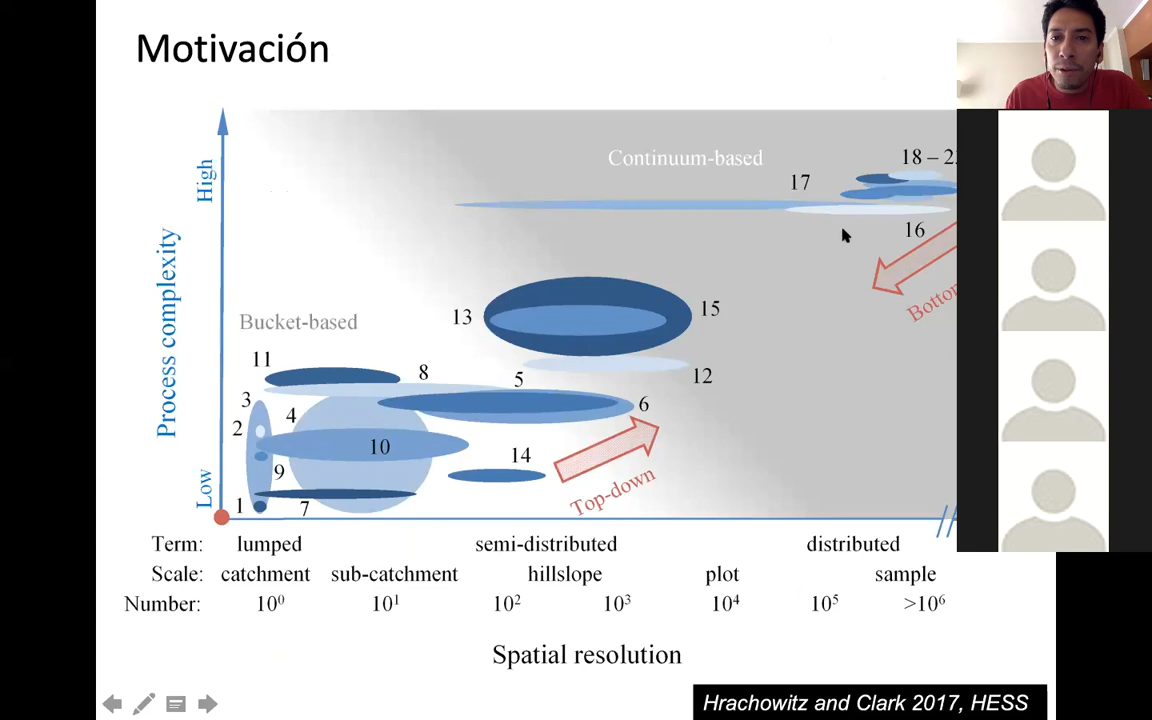 Motivación
High
Process complexity
Low
Continuum-based
18 – 2
17
16
Bucket-based
13
15
12
11
8
5
6
3
4
2
10
9
14
1
7
Top-down
Term: lumped semi-distributed distributed
Scale: catchment sub-catchment hillslope plot sample
Number: 10⁰ 10¹ 10² 10³ 10⁴ 10⁵ >10⁶
Spatial resolution
Hrachowitz and Clark 2017, HESS